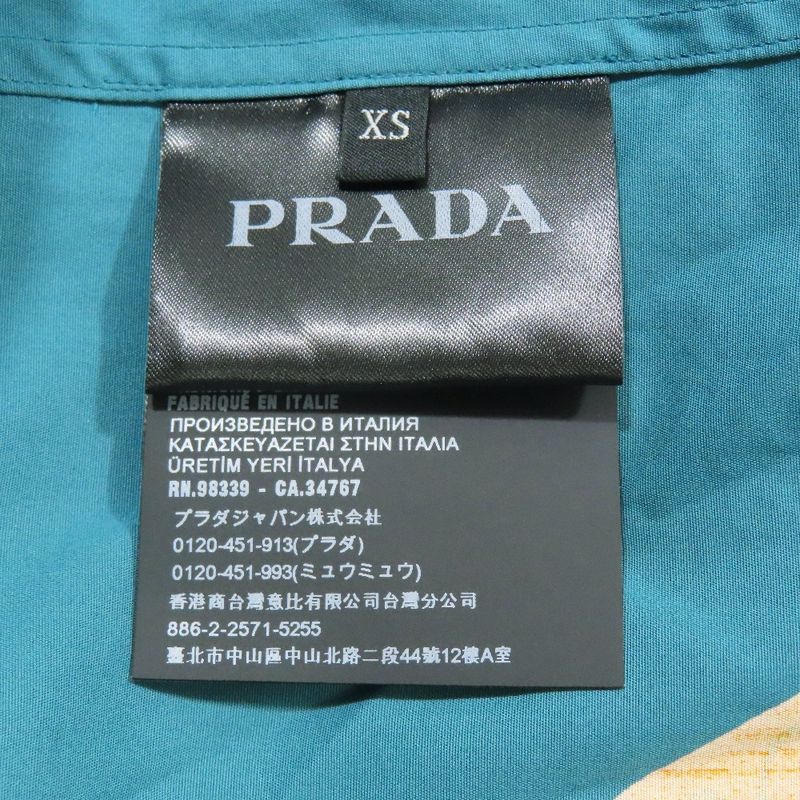 XS
PRADA
FABRIQUÉ EN ITALIE
ПРОИЗВЕДЕНО В ИТАЛИЯ
ΚΑΤΑΣΚΕΥΑΖΕΤΑΙ ΣΤΗΝ ΙΤΑΛΙΑ
ÜRETİM YERİ İTALYA
RN.98339 - CA.34767
プラダジャパン株式会社
0120-451-913(プラダ)
0120-451-993(ミュウミュウ)
香港商台灣意比有限公司台灣分公司
886-2-2571-5255
臺北市中山區中山北路二段44號12樓A室